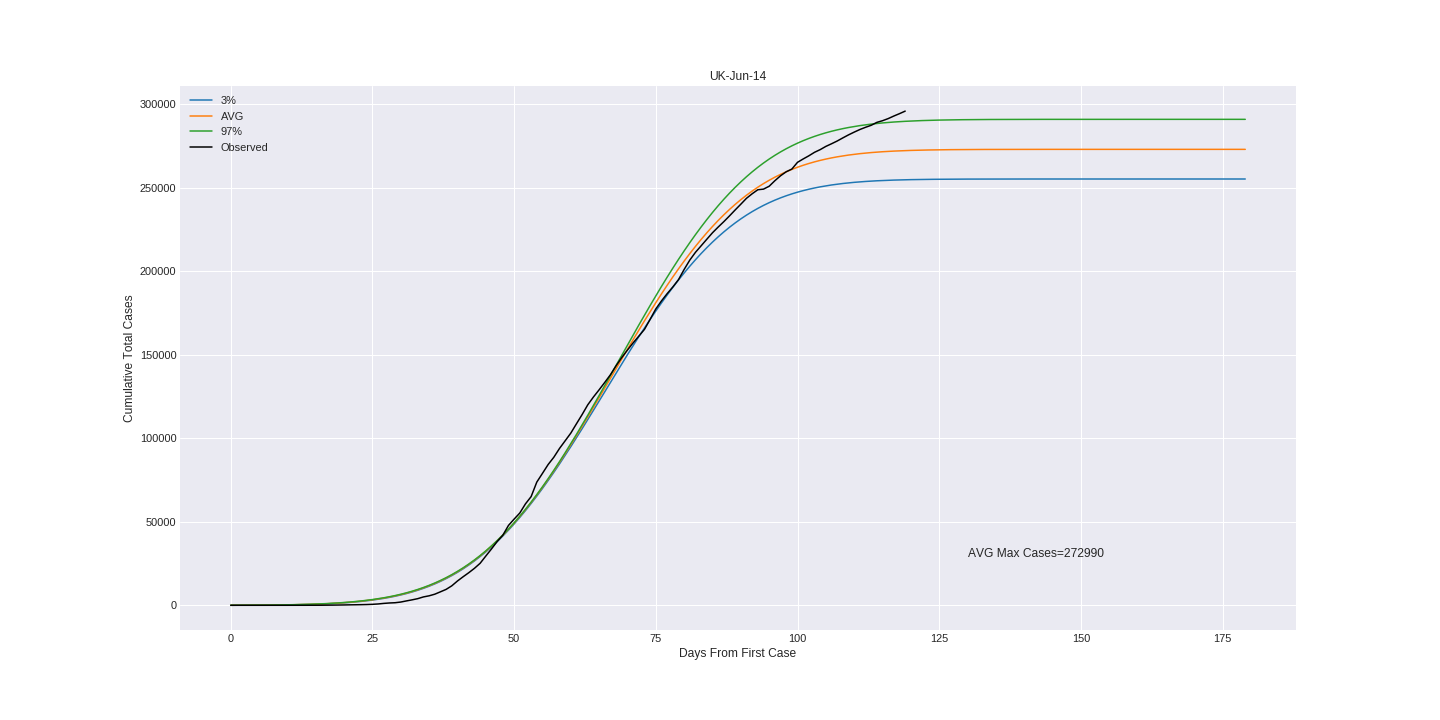 UK-Jun-14
3%
AVG
97%
Observed
300000
250000
200000
150000
100000
50000
0
Cumulative Total Cases
AVG Max Cases=272990
0 25 50 75 100 125 150 175
Days From First Case